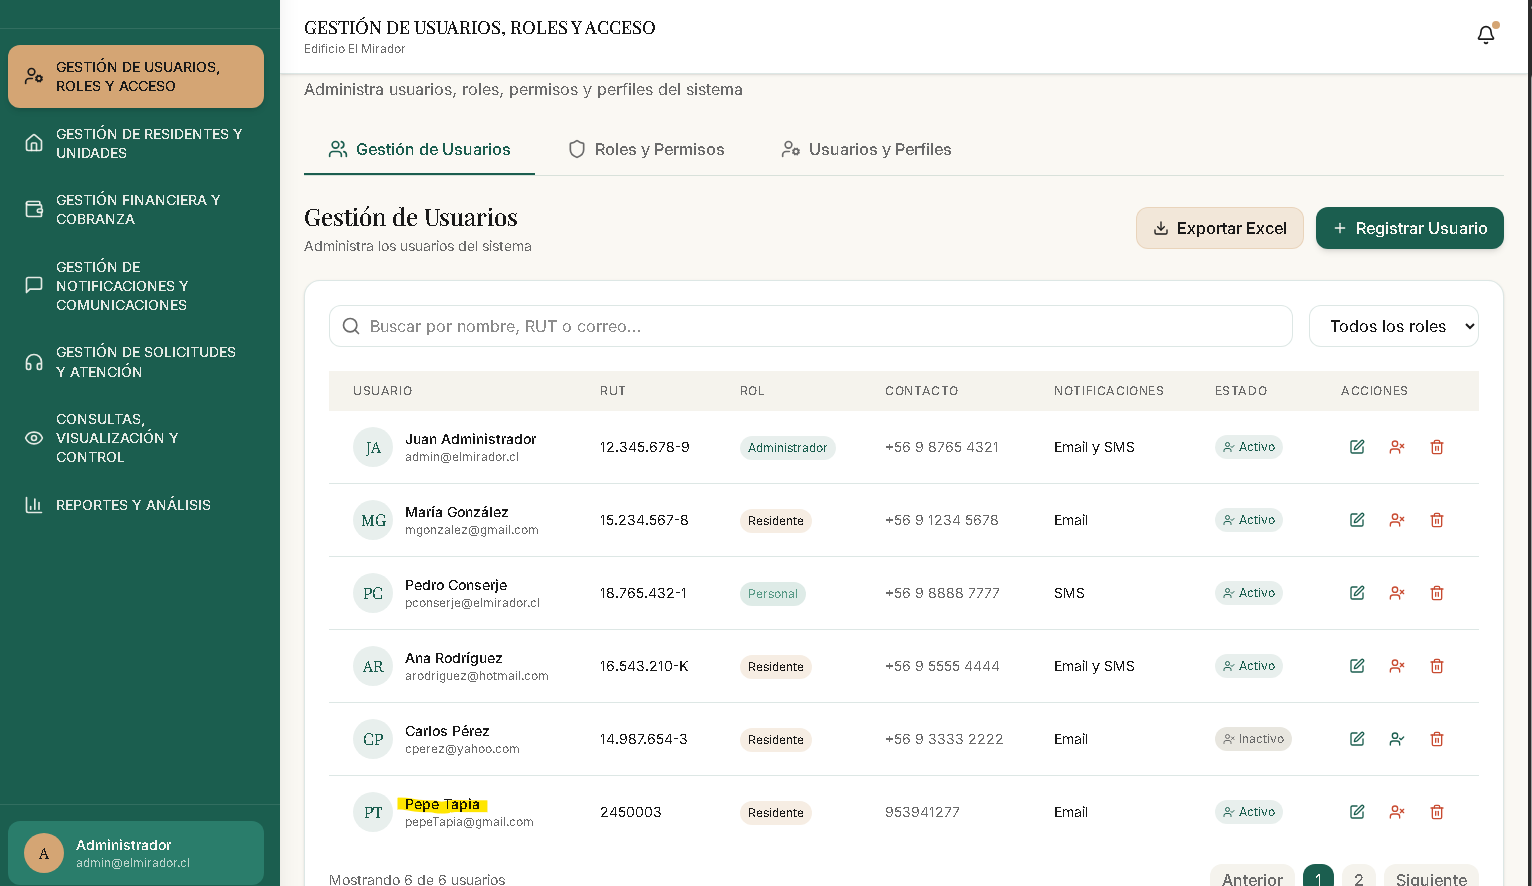 GESTIÓN DE USUARIOS,
ROLES Y ACCESO
GESTIÓN DE RESIDENTES Y
UNIDADES
GESTIÓN FINANCIERA Y
COBRANZA
GESTIÓN DE
NOTIFICACIONES Y
COMUNICACIONES
GESTIÓN DE SOLICITUDES
Y ATENCIÓN
CONSULTAS,
VISUALIZACIÓN Y
CONTROL
REPORTES Y ANÁLISIS
A
Administrador
admin@elmirador.cl
GESTIÓN DE USUARIOS, ROLES Y ACCESO
Edificio El Mirador
Administra usuarios, roles, permisos y perfiles del sistema
Gestión de Usuarios Roles y Permisos Usuarios y Perfiles
Gestión de Usuarios
Administra los usuarios del sistema
Exportar Excel + Registrar Usuario
Buscar por nombre, RUT o correo... Todos los roles
USUARIO RUT ROL CONTACTO NOTIFICACIONES ESTADO ACCIONES
JA Juan Administrador 12.345.678-9 Administrador +56 9 8765 4321 Email y SMS Activo
admin@elmirador.cl
MG María González 15.234.567-8 Residente +56 9 1234 5678 Email Activo
mgonzalez@gmail.com
PC Pedro Conserje 18.765.432-1 Personal +56 9 8888 7777 SMS Activo
pconserje@elmirador.cl
AR Ana Rodríguez 16.543.210-K Residente +56 9 5555 4444 Email y SMS Activo
arodriguez@hotmail.com
CP Carlos Pérez 14.987.654-3 Residente +56 9 3333 2222 Email Inactivo
cperez@yahoo.com
PT Pepe Tapia 2450003 Residente 953941277 Email Activo
pepeTapia@gmail.com
Mostrando 6 de 6 usuarios Anterior 1 2 Siguiente